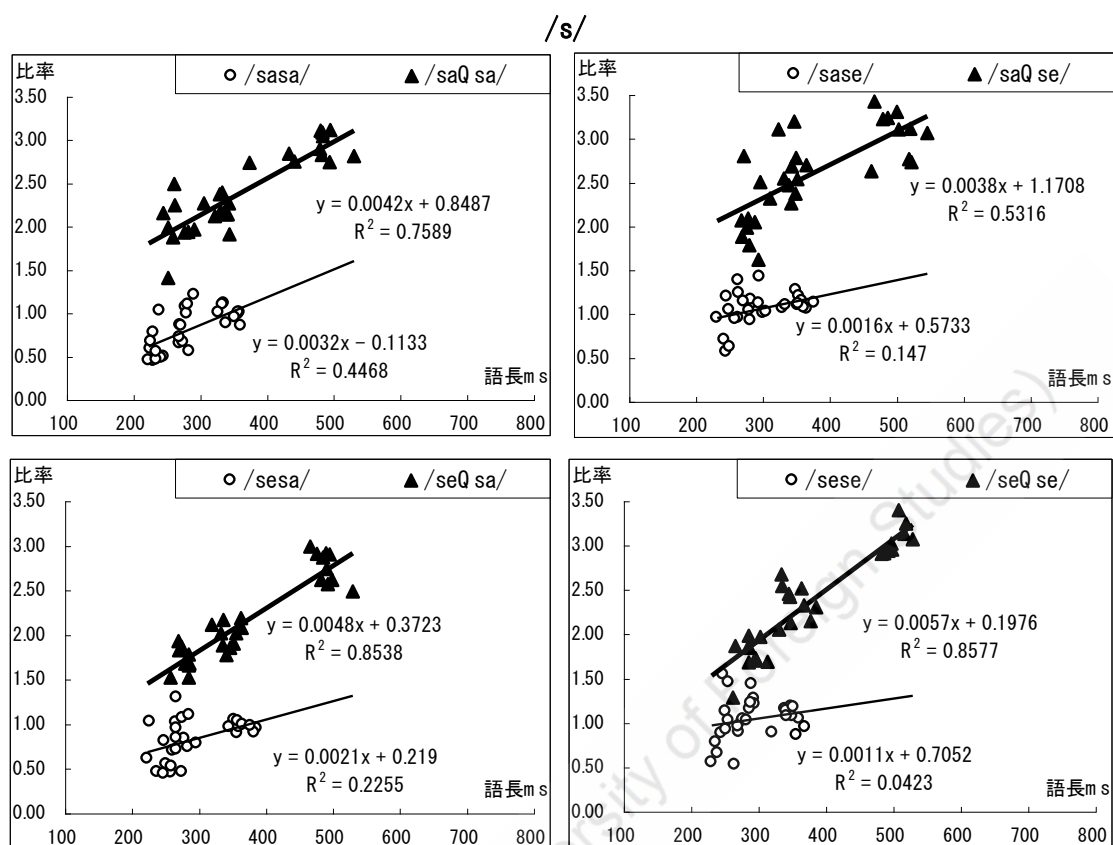 /s/
比率
○ /sasa/ ▲ /saQ sa/
3.50
3.00
2.50
2.00
1.50
1.00
0.50
0.00
y = 0.0042x + 0.8487
R² = 0.7589
y = 0.0032x − 0.1133
R² = 0.4468
語長ms
100 200 300 400 500 600 700 800
比率
○ /sase/ ▲ /saQ se/
3.50
3.00
2.50
2.00
1.50
1.00
0.50
0.00
y = 0.0038x + 1.1708
R² = 0.5316
y = 0.0016x + 0.5733
R² = 0.147
語長ms
100 200 300 400 500 600 700 800
比率
○ /sesa/ ▲ /seQ sa/
3.50
3.00
2.50
2.00
1.50
1.00
0.50
0.00
y = 0.0048x + 0.3723
R² = 0.8538
y = 0.0021x + 0.219
R² = 0.2255
語長ms
100 200 300 400 500 600 700 800
比率
○ /sese/ ▲ /seQ se/
3.50
3.00
2.50
2.00
1.50
1.00
0.50
0.00
y = 0.0057x + 0.1976
R² = 0.8577
y = 0.0011x + 0.7052
R² = 0.0423
語長ms
100 200 300 400 500 600 700 800
ersity of Foreign Studies)